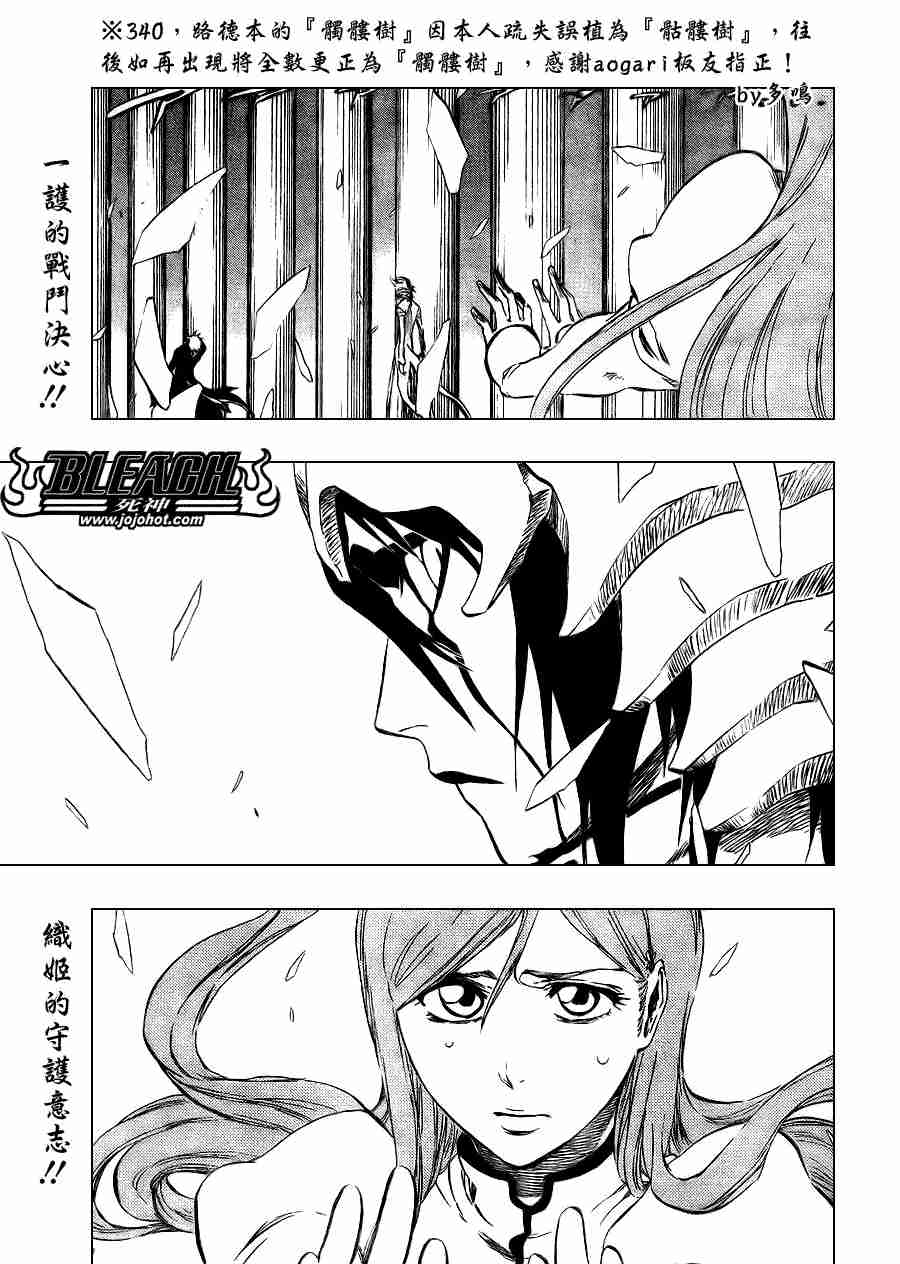 ※340，路德本的『髑髏樹』因本人疏失誤植為『骷髏樹』，往
後如再出現將全數更正為『髑髏樹』，感謝aogari板友指正！
by多鳴
一護的戰鬥決心!!
BLEACH
死神
www.jojohot.com
織姬的守護意志!!